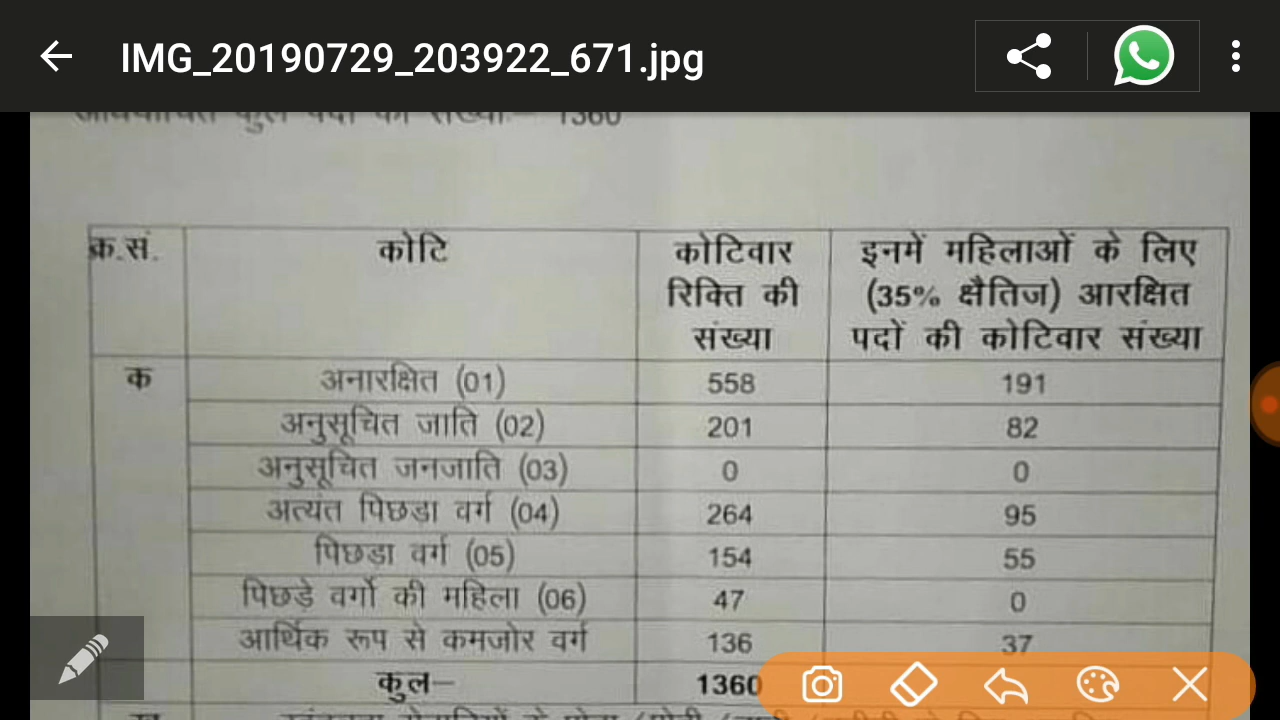 IMG_20190729_203922_671.jpg
कुल पदों की संख्या:- 1360
क्र.सं. कोटि कोटिवार रिक्ति की संख्या इनमें महिलाओं के लिए (35% क्षैतिज) आरक्षित पदों की कोटिवार संख्या
क अनारक्षित (01) 558 191
अनुसूचित जाति (02) 201 82
अनुसूचित जनजाति (03) 0 0
अत्यंत पिछड़ा वर्ग (04) 264 95
पिछड़ा वर्ग (05) 154 55
पिछड़े वर्गो की महिला (06) 47 0
आर्थिक रूप से कमजोर वर्ग 136 37
कुल– 1360